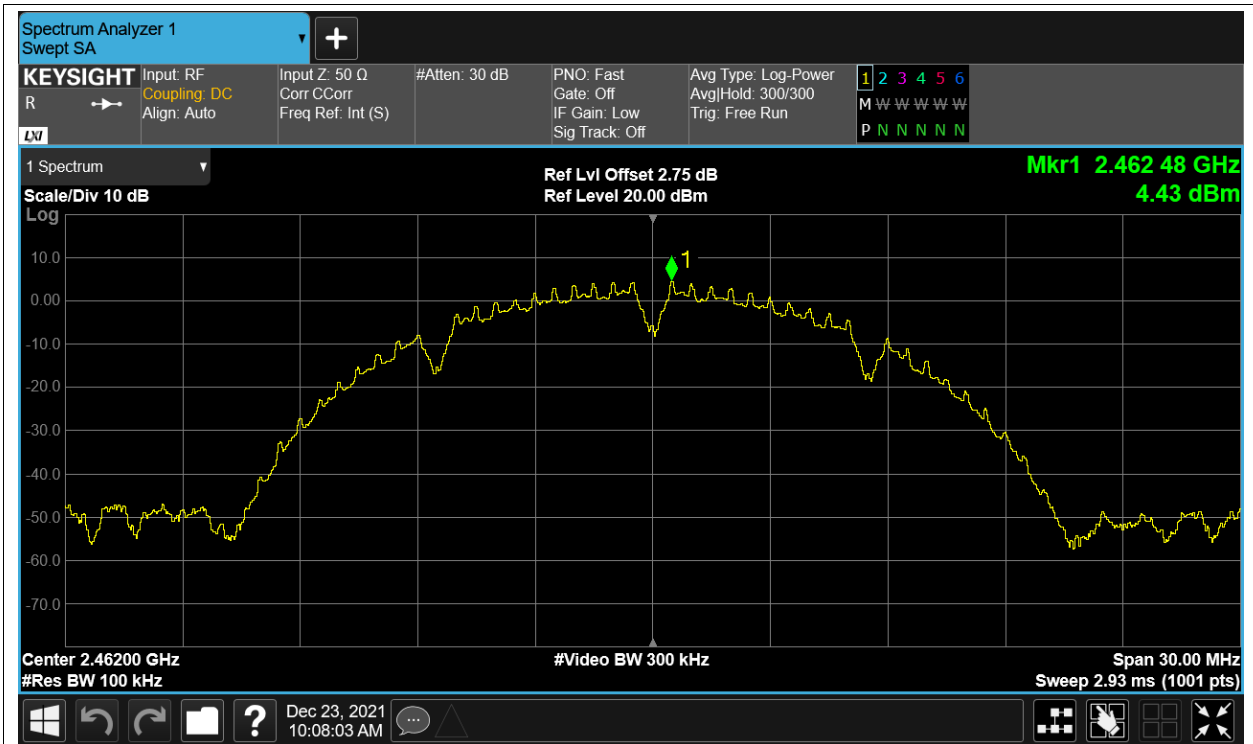 Spectrum Analyzer 1
Swept SA
KEYSIGHT
R
LXI
Input: RF
Coupling: DC
Align: Auto
Input Z: 50 Ω
Corr CCorr
Freq Ref: Int (S)
#Atten: 30 dB
PNO: Fast
Gate: Off
IF Gain: Low
Sig Track: Off
Avg Type: Log-Power
Avg|Hold: 300/300
Trig: Free Run
1 2 3 4 5 6
M W W W W W
P N N N N N
1 Spectrum
Scale/Div 10 dB
Log
Ref Lvl Offset 2.75 dB
Ref Level 20.00 dBm
Mkr1 2.462 48 GHz
4.43 dBm
1
10.0
0.00
-10.0
-20.0
-30.0
-40.0
-50.0
-60.0
-70.0
Center 2.46200 GHz
#Video BW 300 kHz
Span 30.00 MHz
#Res BW 100 kHz
Sweep 2.93 ms (1001 pts)
?
Dec 23, 2021
10:08:03 AM